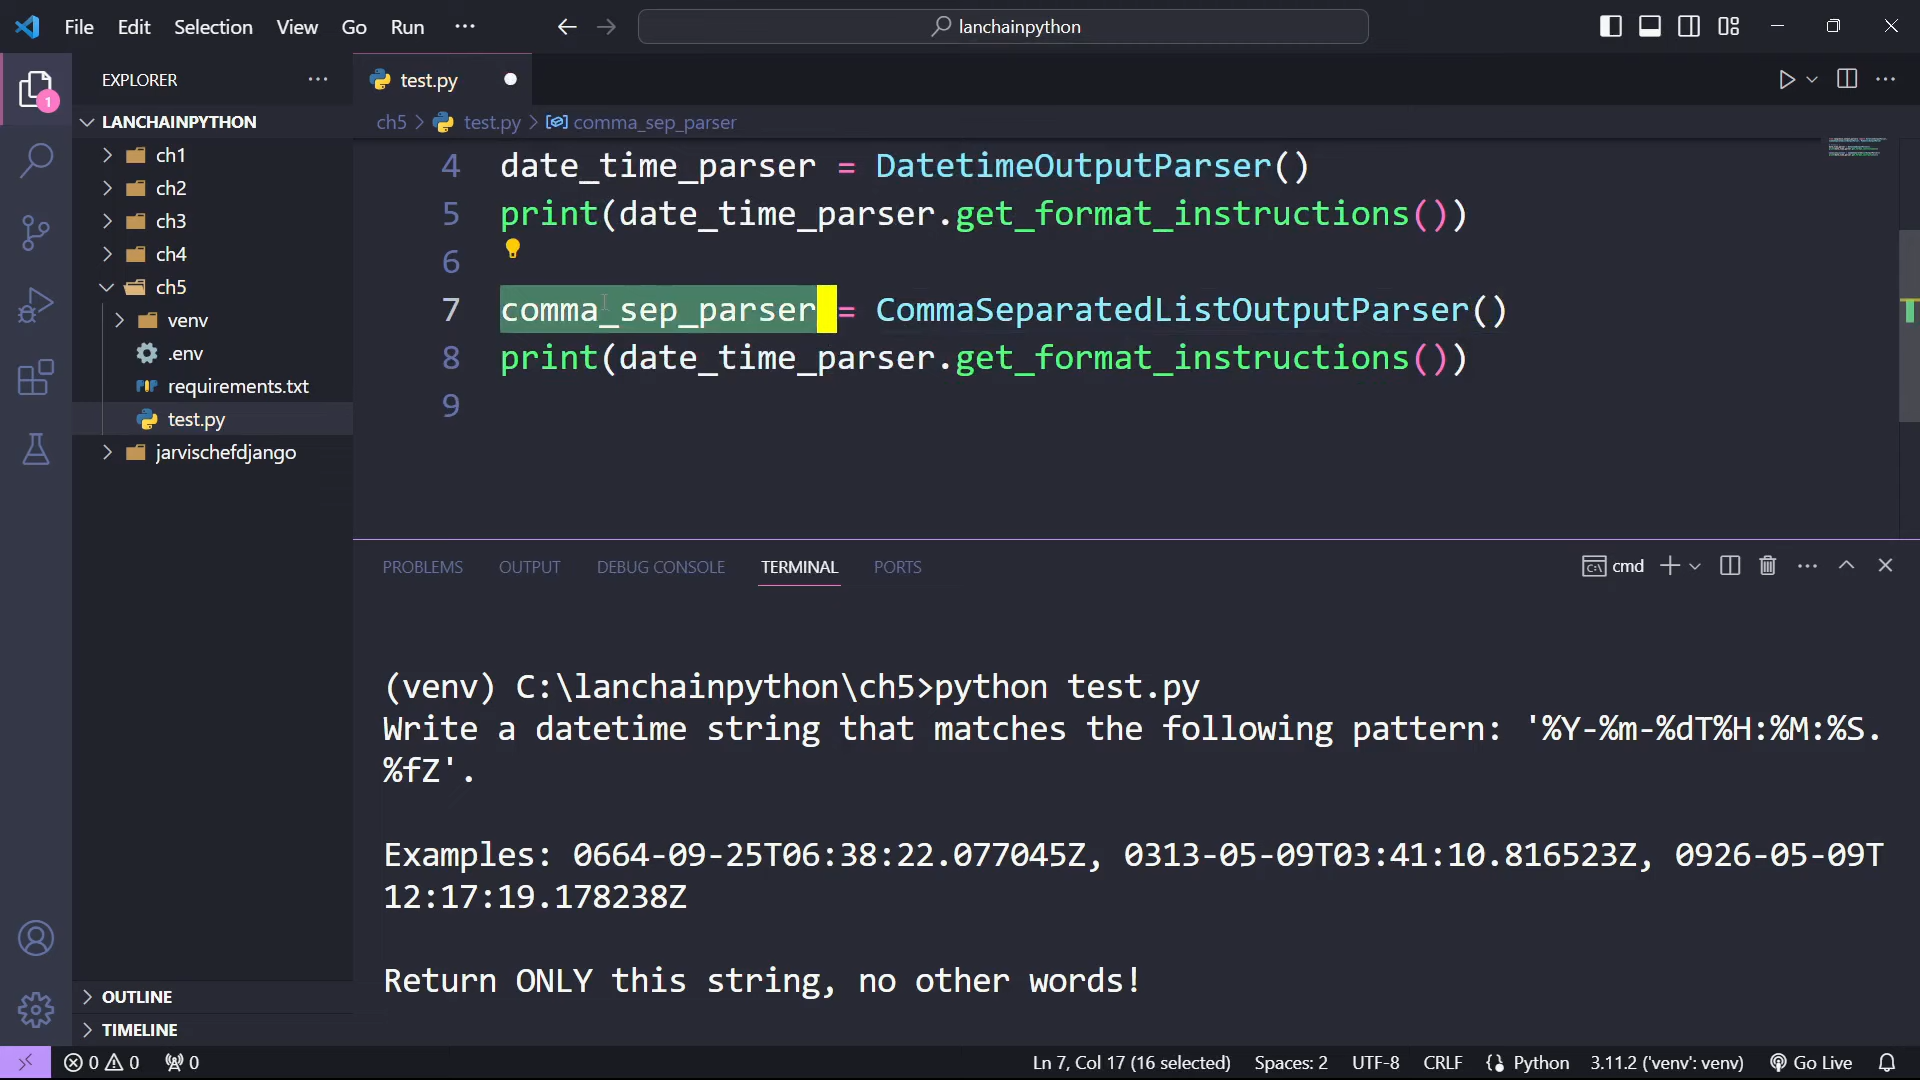 File Edit Selection View Go Run ··· lanchainpython
EXPLORER ···
1
LANCHAINPYTHON
ch1
ch2
ch3
ch4
ch5
venv
.env
requirements.txt
test.py
jarvischefdjango
OUTLINE
TIMELINE
test.py
ch5 > test.py > comma_sep_parser
4 date_time_parser = DatetimeOutputParser()
5 print(date_time_parser.get_format_instructions())
6
7 comma_sep_parser = CommaSeparatedListOutputParser()
8 print(date_time_parser.get_format_instructions())
9
PROBLEMS OUTPUT DEBUG CONSOLE TERMINAL PORTS cmd
(venv) C:\lanchainpython\ch5>python test.py
Write a datetime string that matches the following pattern: '%Y-%m-%dT%H:%M:%S.
%fZ'.
Examples: 0664-09-25T06:38:22.077045Z, 0313-05-09T03:41:10.816523Z, 0926-05-09T
12:17:19.178238Z
Return ONLY this string, no other words!
0 0 0 Ln 7, Col 17 (16 selected) Spaces: 2 UTF-8 CRLF Python 3.11.2 ('venv': venv) Go Live